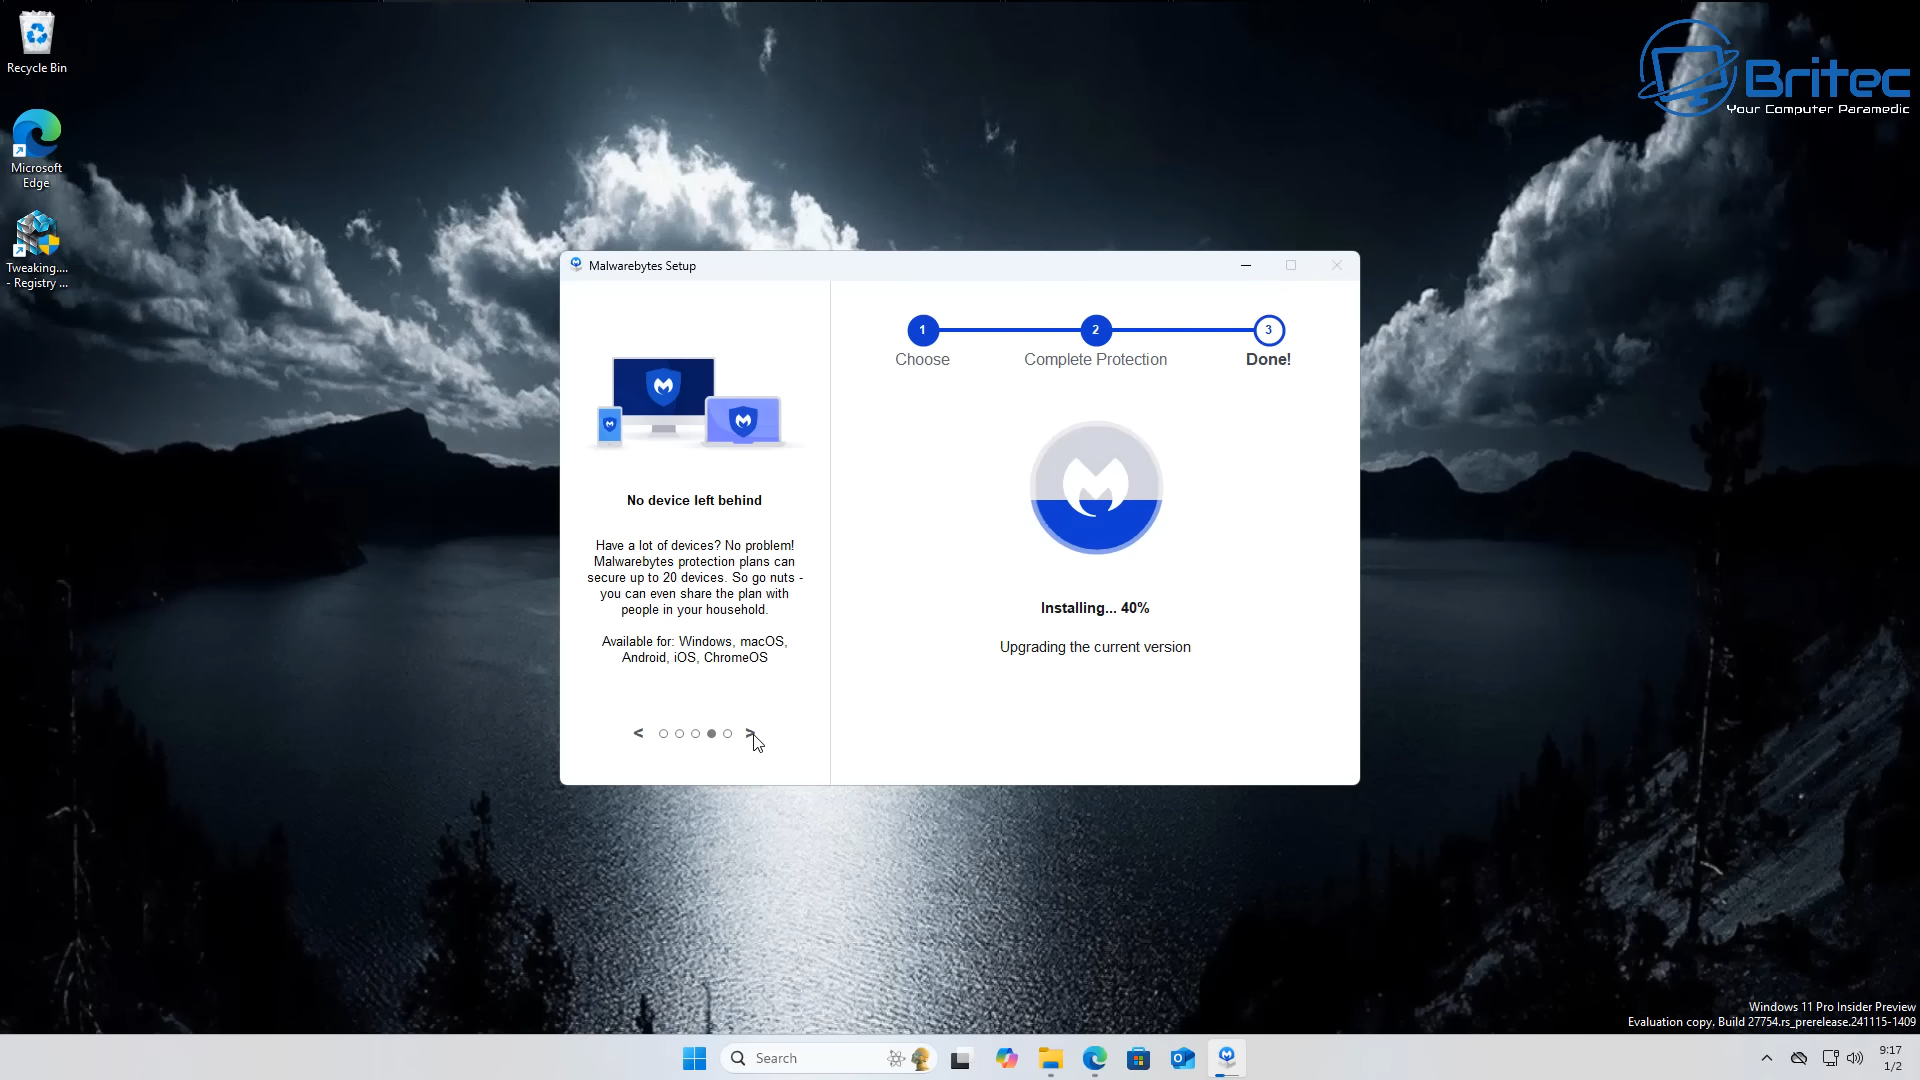 Recycle Bin
Microsoft
Edge
Tweaking....
- Registry ...
Britec
Your Computer Paramedic
Malwarebytes Setup
1
2
3
Choose
Complete Protection
Done!
No device left behind
Have a lot of devices? No problem!
Malwarebytes protection plans can
secure up to 20 devices. So go nuts -
you can even share the plan with
people in your household.
Available for: Windows, macOS,
Android, iOS, ChromeOS
< >
Installing... 40%
Upgrading the current version
Windows 11 Pro Insider Preview
Evaluation copy. Build 27754.rs_prerelease.241115-1409
Search
9:17
1/2